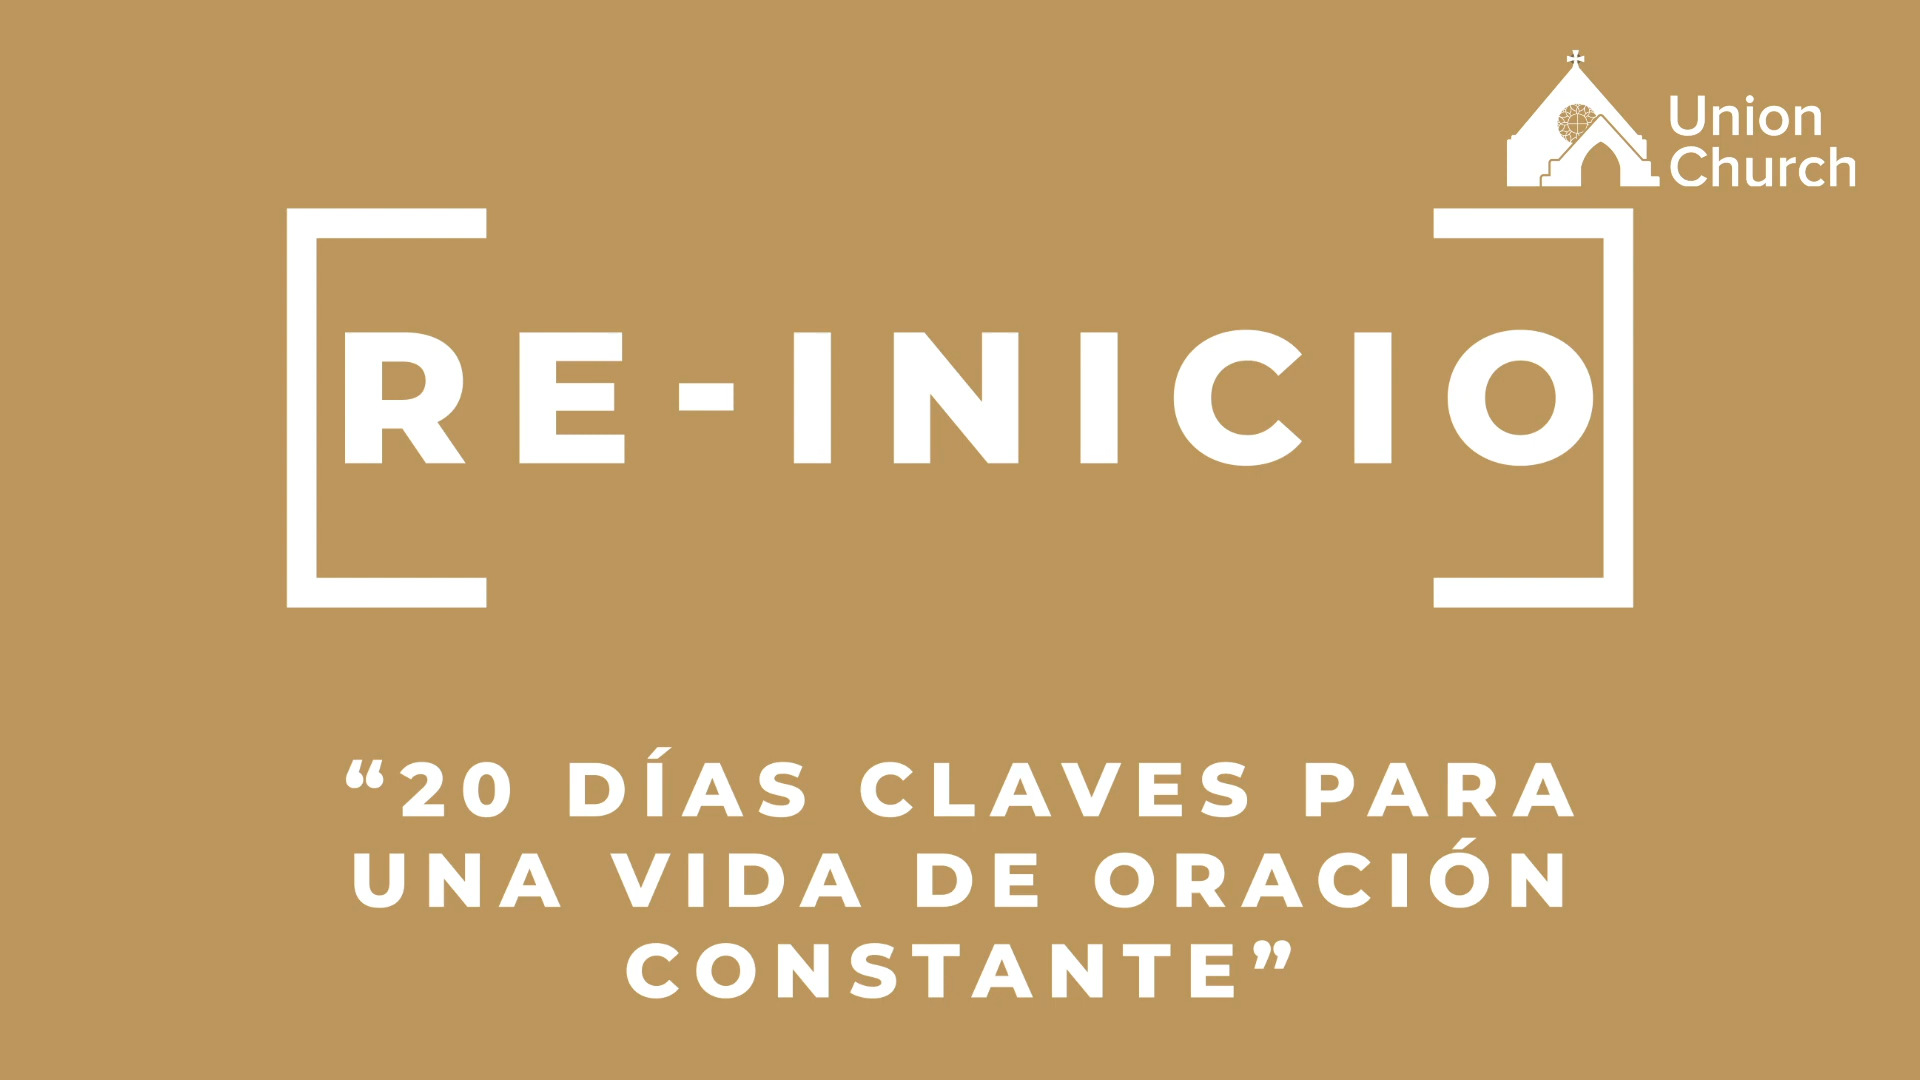 Union
Church
RE-INICIO
“20 DÍAS CLAVES PARA
UNA VIDA DE ORACIÓN
CONSTANTE”